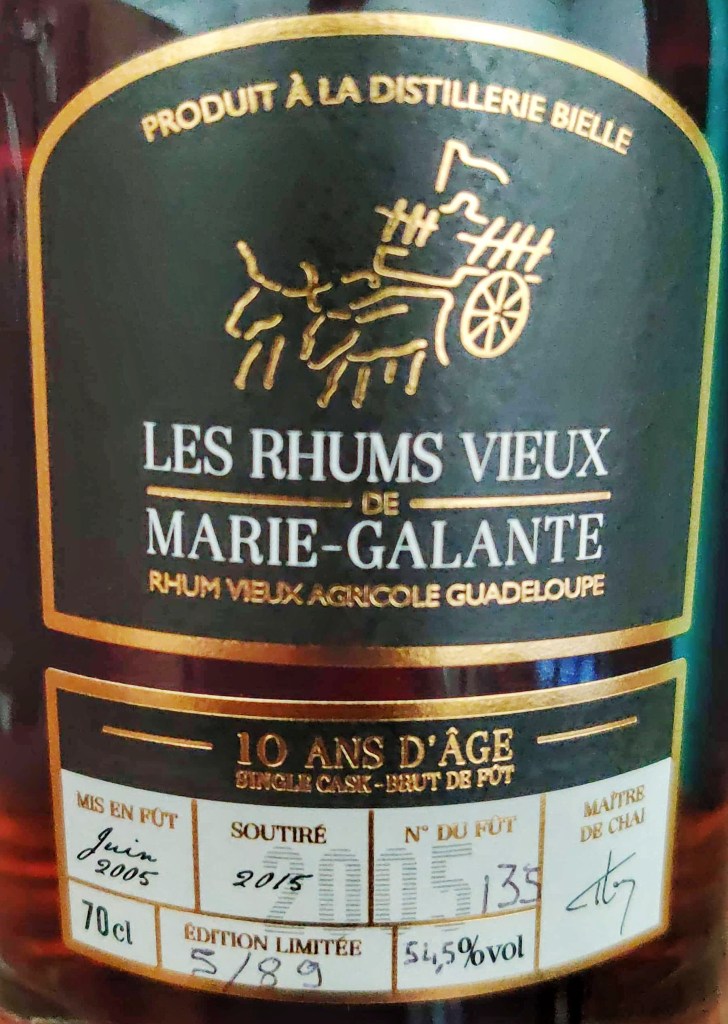 PRODUIT À LA DISTILLERIE BIELLE
LES RHUMS VIEUX
DE
MARIE-GALANTE
RHUM VIEUX AGRICOLE GUADELOUPE
10 ANS D'ÂGE
SINGLE CASK - BRUT DE FÛT
MIS EN FÛT
Juin
2005
SOUTIRÉ
2015
N° DU FÛT
2005
135
MAÎTRE
DE CHAI
70cl
ÉDITION LIMITÉE
5/89
54,5%vol